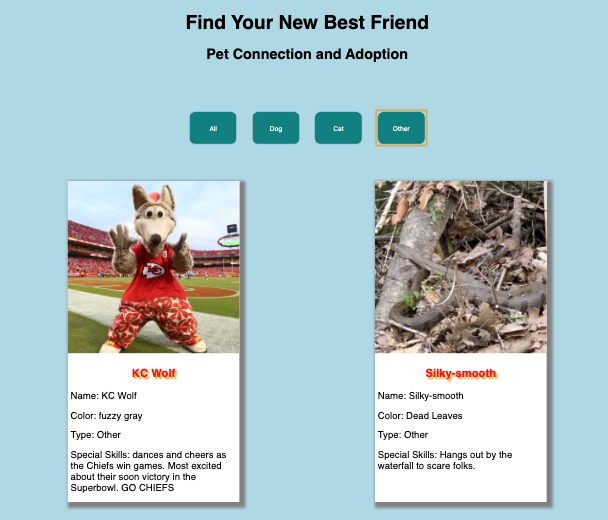 Find Your New Best Friend
Pet Connection and Adoption
All
Dog
Cat
Other
KC Wolf
Name: KC Wolf
Color: fuzzy gray
Type: Other
Special Skills: dances and cheers as
the Chiefs win games. Most excited
about their soon victory in the
Superbowl. GO CHIEFS
Silky-smooth
Name: Silky-smooth
Color: Dead Leaves
Type: Other
Special Skills: Hangs out by the
waterfall to scare folks.